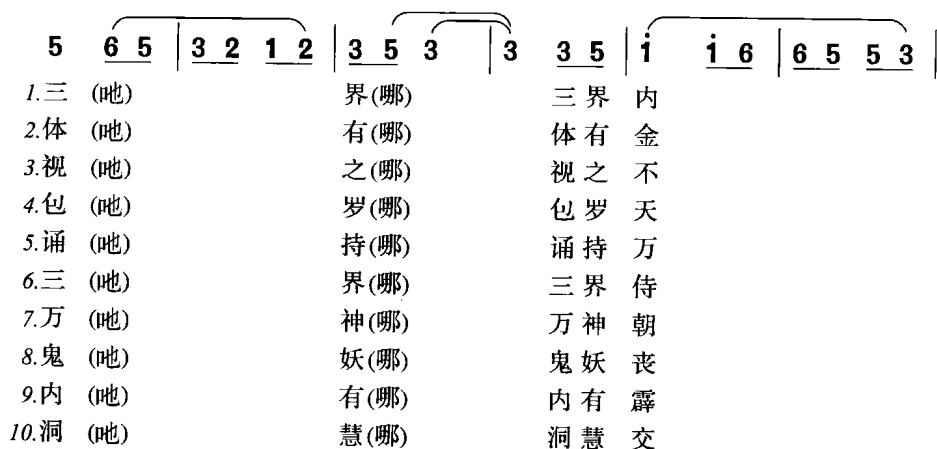 5 6 5 | 3 2 1 2 | 3 5 3 | 3 3 5 | i i 6 | 6 5 5 3 |
1.三 (吔) 界(哪) 三 界 内
2.体 (吔) 有(哪) 体 有 金
3.视 (吔) 之(哪) 视 之 不
4.包 (吔) 罗(哪) 包 罗 天
5.诵 (吔) 持(哪) 诵 持 万
6.三 (吔) 界(哪) 三 界 侍
7.万 (吔) 神(哪) 万 神 朝
8.鬼 (吔) 妖(哪) 鬼 妖 丧
9.内 (吔) 有(哪) 内 有 霹
10.洞 (吔) 慧(哪) 洞 慧 交